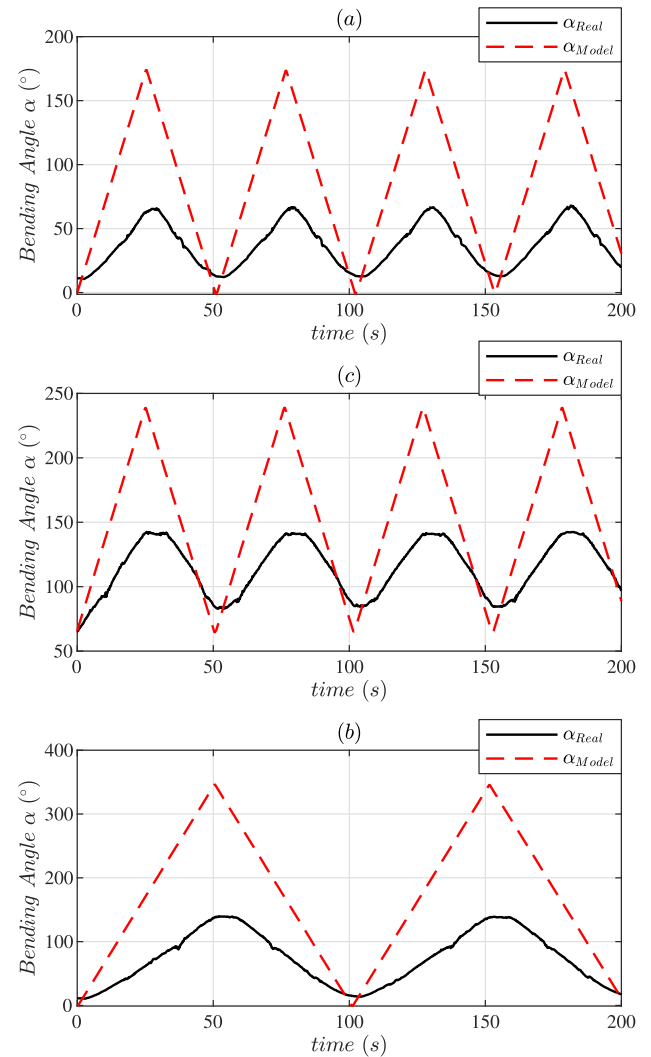 (a)
α_Real
α_Model
200
150
100
50
0
Bending Angle α (°)
0 50 100 150 200
time (s)
(c)
α_Real
α_Model
250
200
150
100
50
Bending Angle α (°)
0 50 100 150 200
time (s)
(b)
α_Real
α_Model
400
300
200
100
0
Bending Angle α (°)
0 50 100 150 200
time (s)